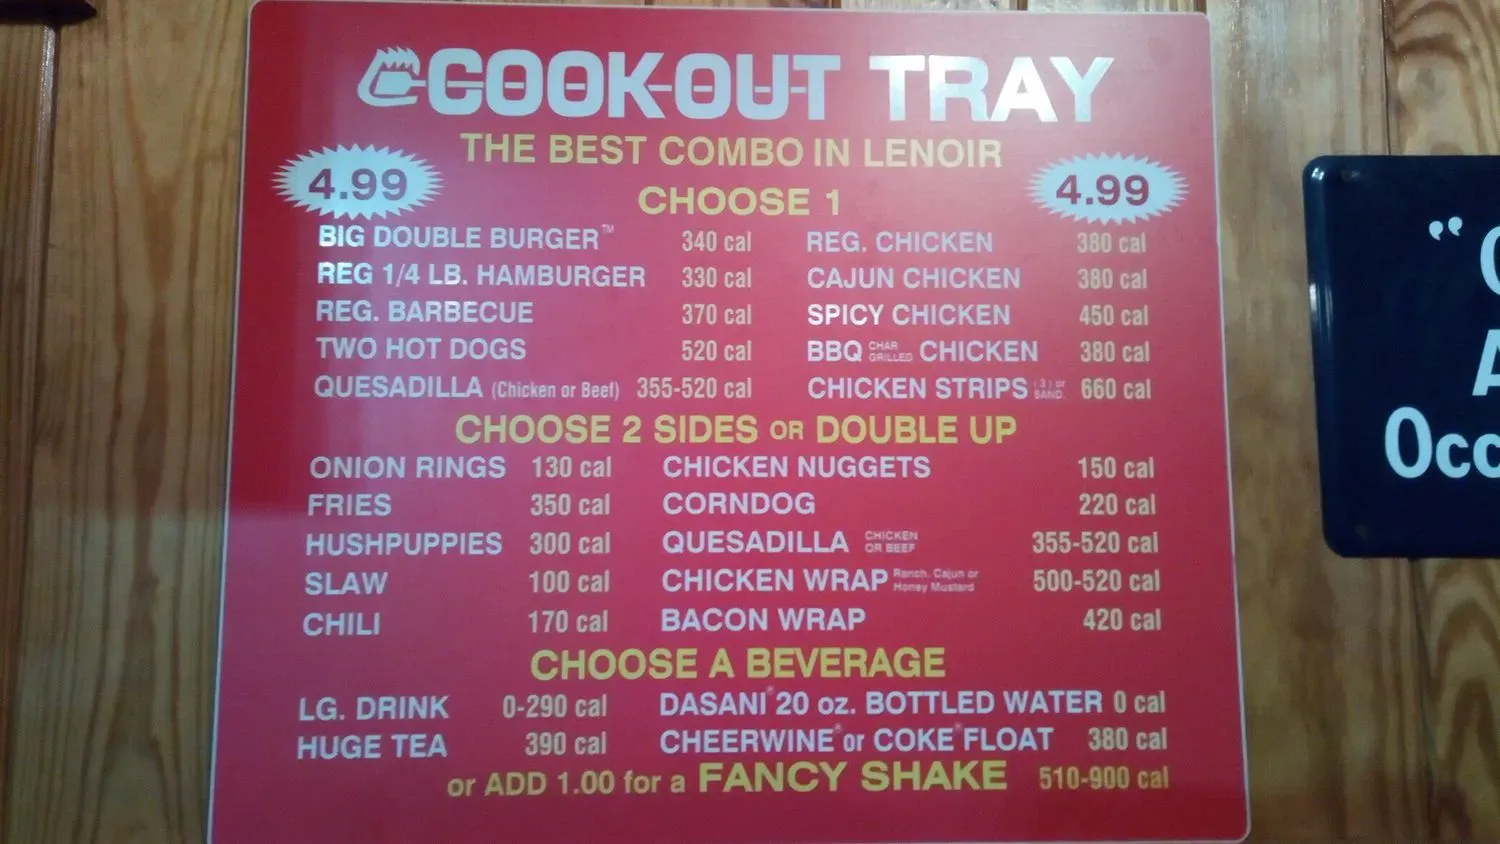 COOK-OUT TRAY
THE BEST COMBO IN LENOIR
4.99 4.99
CHOOSE 1
BIG DOUBLE BURGER™ 340 cal REG. CHICKEN 380 cal
REG 1/4 LB. HAMBURGER 330 cal CAJUN CHICKEN 380 cal
REG. BARBECUE 370 cal SPICY CHICKEN 450 cal
TWO HOT DOGS 520 cal BBQ CHAR GRILLED CHICKEN 380 cal
QUESADILLA (Chicken or Beef) 355-520 cal CHICKEN STRIPS (3) or SAND. 660 cal
CHOOSE 2 SIDES OR DOUBLE UP
ONION RINGS 130 cal CHICKEN NUGGETS 150 cal
FRIES 350 cal CORNDOG 220 cal
HUSHPUPPIES 300 cal QUESADILLA CHICKEN OR BEEF 355-520 cal
SLAW 100 cal CHICKEN WRAP Ranch, Cajun or Honey Mustard 500-520 cal
CHILI 170 cal BACON WRAP 420 cal
CHOOSE A BEVERAGE
LG. DRINK 0-290 cal DASANI® 20 oz. BOTTLED WATER 0 cal
HUGE TEA 390 cal CHEERWINE® or COKE® FLOAT 380 cal
or ADD 1.00 for a FANCY SHAKE 510-900 cal